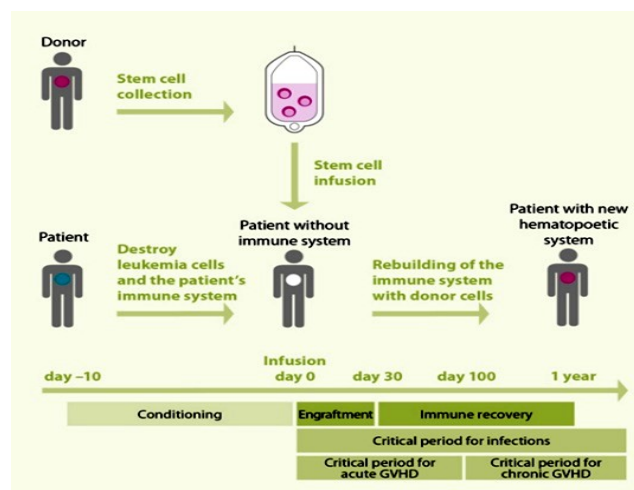 Donor
Stem cell
collection
Stem cell
infusion
Patient
Destroy
leukemia cells
and the patient's
immune system
Patient without
immune system
Rebuilding of the
immune system
with donor cells
Patient with new
hematopoetic
system
day –10
Infusion
day 0
day 30
day 100
1 year
Conditioning
Engraftment
Immune recovery
Critical period for infections
Critical period for
acute GVHD
Critical period for
chronic GVHD